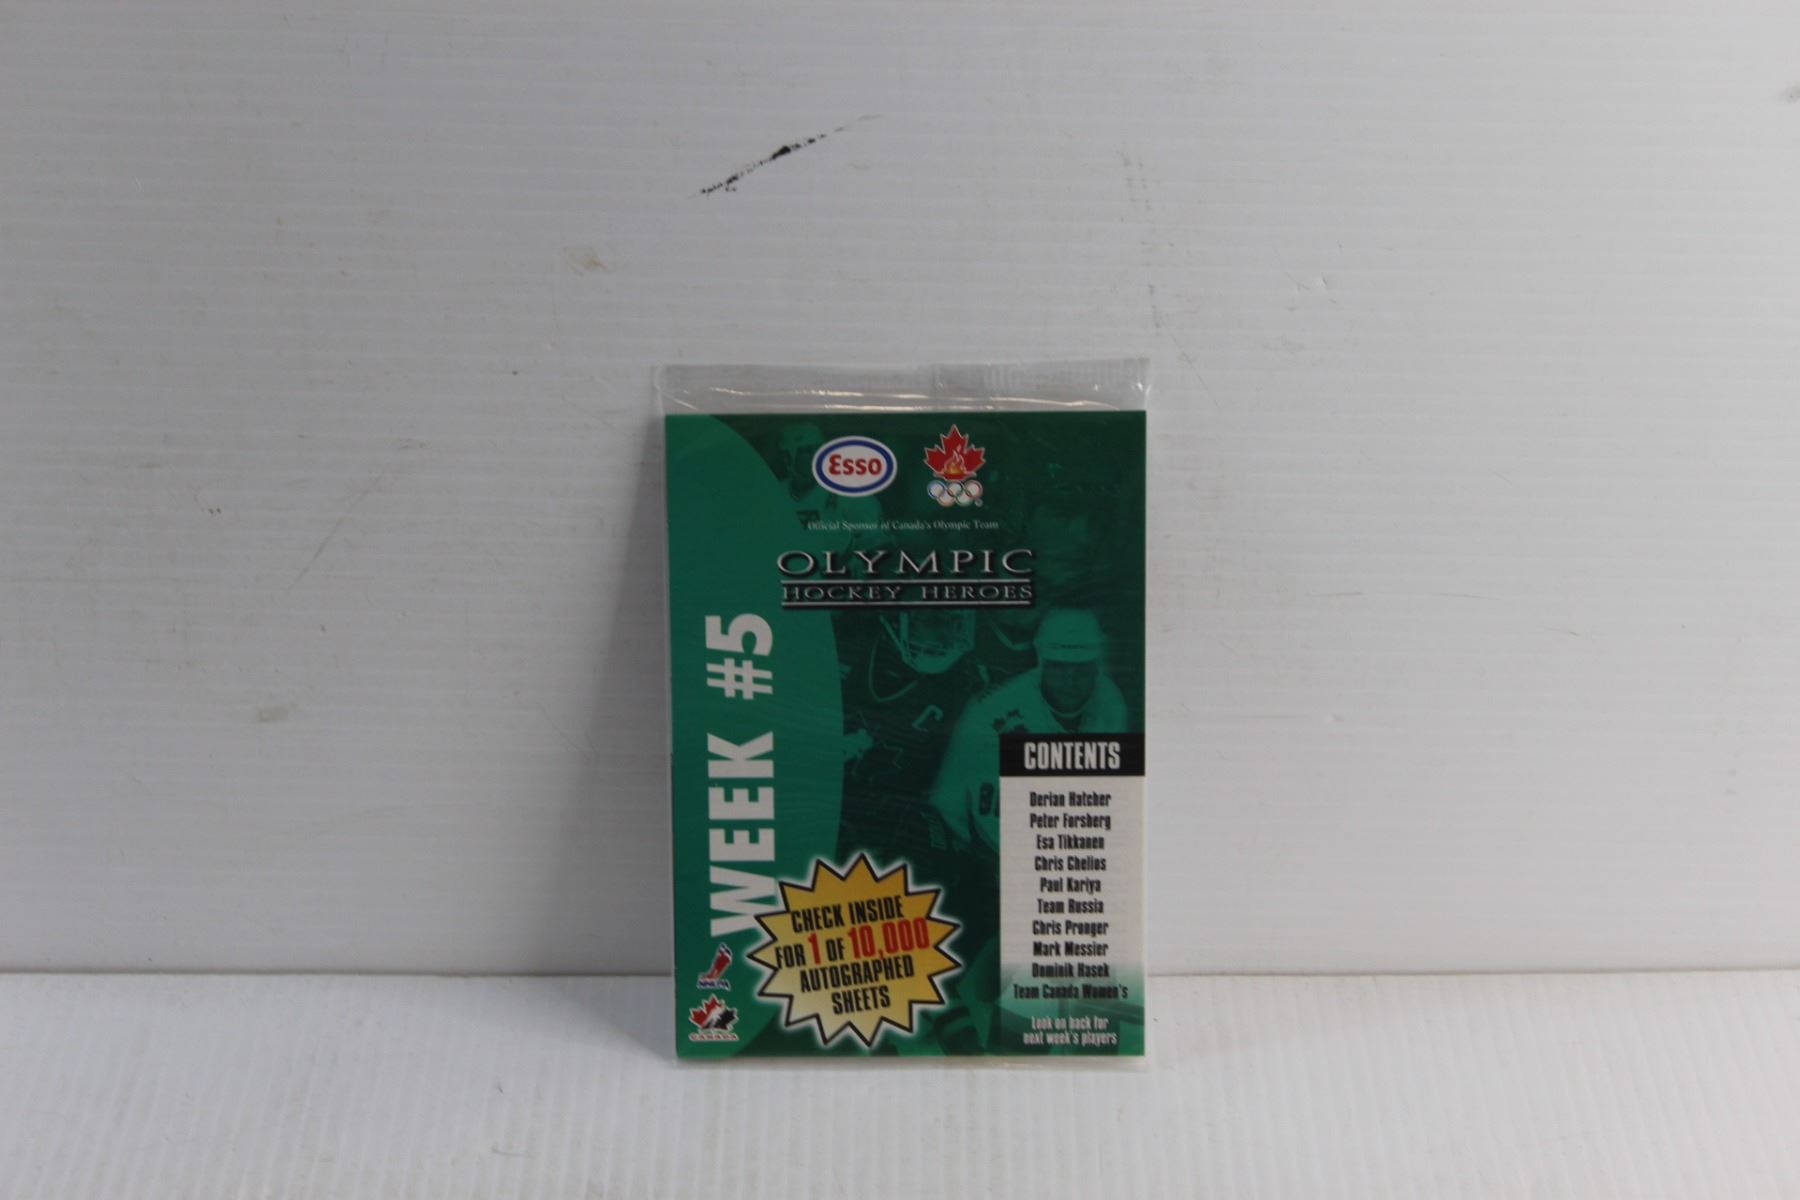 Esso
Official Sponsor of Canada's Olympic Team
OLYMPIC
HOCKEY HEROES
WEEK #5
CONTENTS
Derian Hatcher
Peter Forsberg
Esa Tikkanen
Chris Chelios
Paul Kariya
Team Russia
Chris Pronger
Mark Messier
Dominik Hasek
Team Canada Women's
Look on back for
next week's players
CHECK INSIDE
FOR 1 OF 10,000
AUTOGRAPHED
SHEETS
NHLPA
CANADA
C